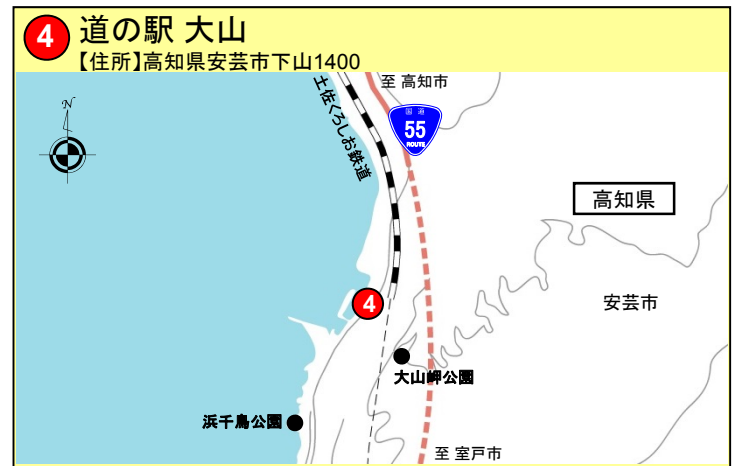 4 道の駅 大山
【住所】高知県安芸市下山1400
至 高知市
N
土佐くろしお鉄道
国道
55
ROUTE
高知県
安芸市
4
大山岬公園
浜千鳥公園
至 室戸市